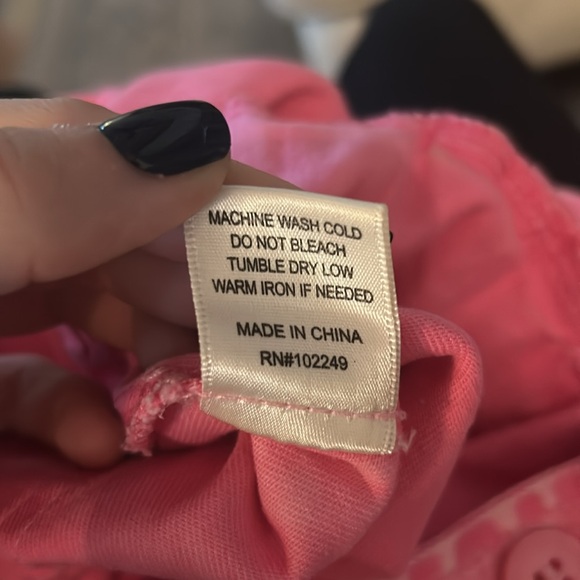 MACHINE WASH COLD
DO NOT BLEACH
TUMBLE DRY LOW
WARM IRON IF NEEDED
MADE IN CHINA
RN#102249